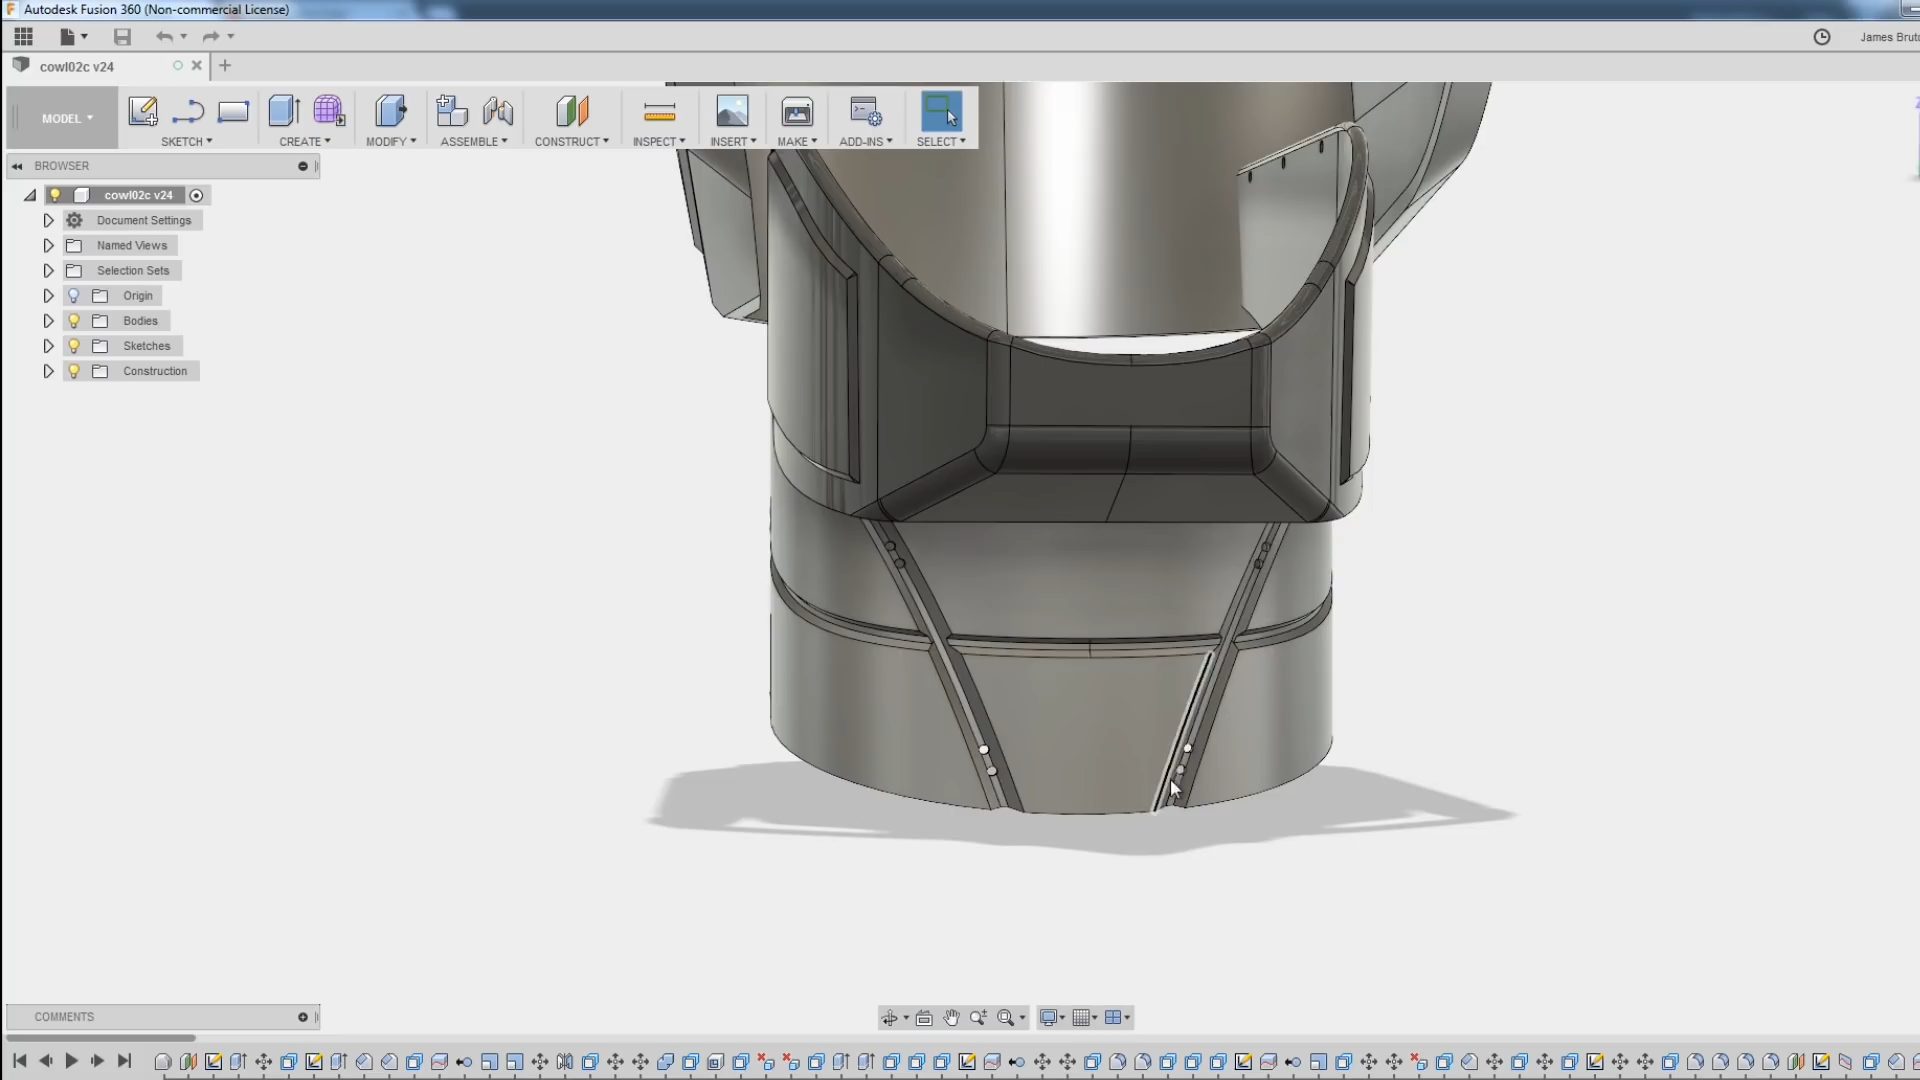 Autodesk Fusion 360 (Non-commercial License)
cowl02c v24
MODEL
SKETCH
CREATE
MODIFY
ASSEMBLE
CONSTRUCT
INSPECT
INSERT
MAKE
ADD-INS
SELECT
BROWSER
cowl02c v24
Document Settings
Named Views
Selection Sets
Origin
Bodies
Sketches
Construction
COMMENTS
James